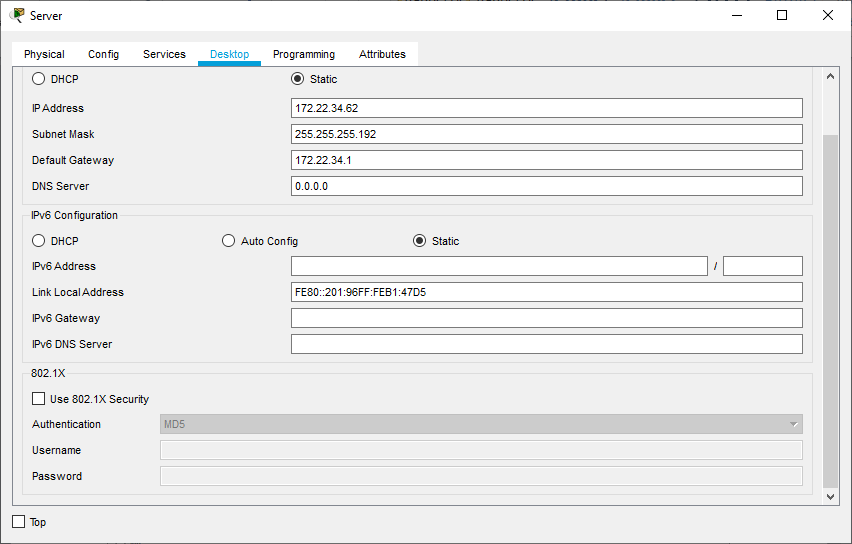 Server
Physical Config Services Desktop Programming Attributes
DHCP Static
IP Address 172.22.34.62
Subnet Mask 255.255.255.192
Default Gateway 172.22.34.1
DNS Server 0.0.0.0
IPv6 Configuration
DHCP Auto Config Static
IPv6 Address /
Link Local Address FE80::201:96FF:FEB1:47D5
IPv6 Gateway
IPv6 DNS Server
802.1X
Use 802.1X Security
Authentication MD5
Username
Password
Top